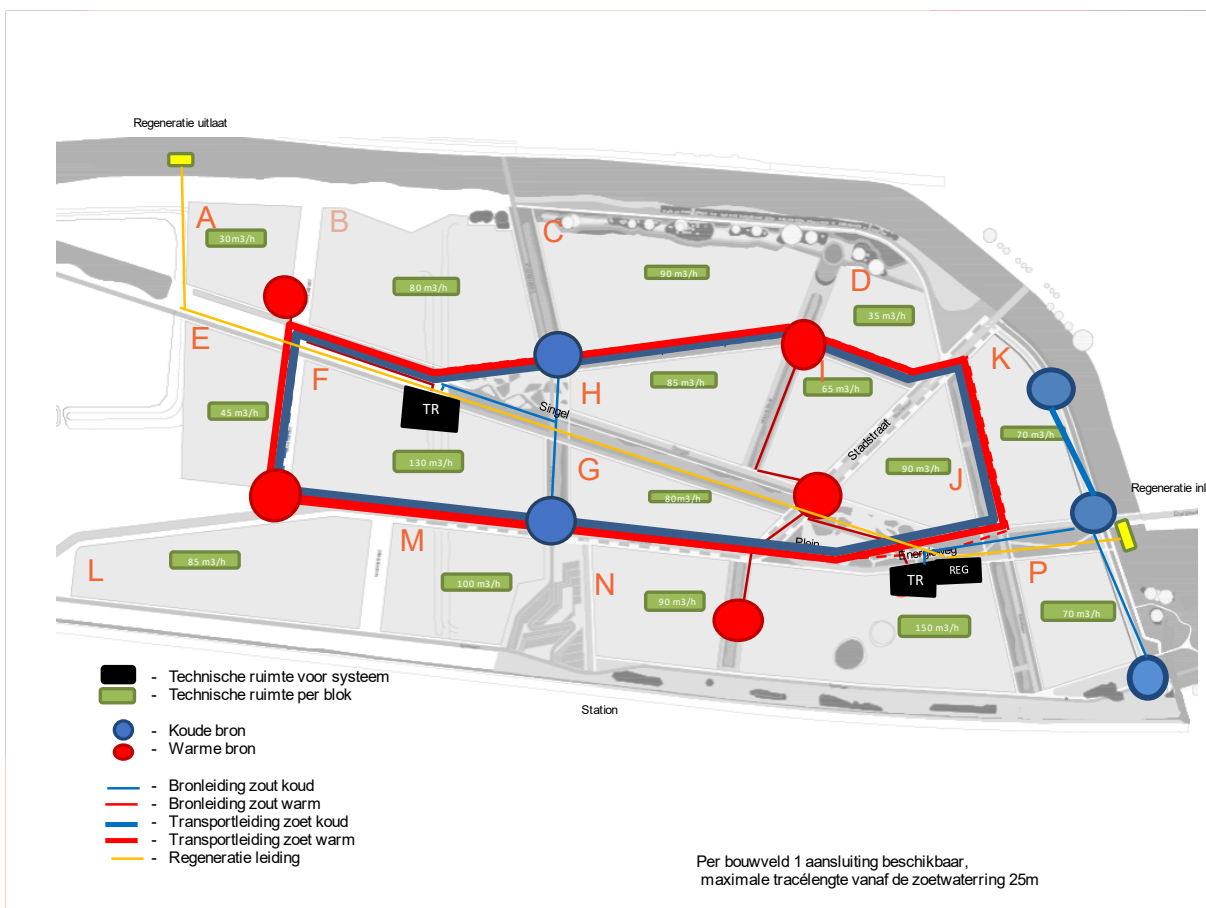 Regeneratie uitlaat
A
30m3/h
B
80 m3/h
C
90 m3/h
D
35 m3/h
E
45 m3/h
F
TR
130 m3/h
Singel
H
85 m3/h
I
65 m3/h
Stadstraat
K
70 m3/h
G
80m3/h
90 m3/h
J
Regeneratie inl
Plein
Energieweg
TR
REG
P
70 m3/h
150 m3/h
L
85 m3/h
M
100 m3/h
N
90 m3/h
Station
- Technische ruimte voor systeem
- Technische ruimte per blok
- Koude bron
- Warme bron
- Bronleiding zout koud
- Bronleiding zout warm
- Transportleiding zoet koud
- Transportleiding zoet warm
- Regeneratie leiding
Per bouwveld 1 aansluiting beschikbaar,
maximale tracélengte vanaf de zoetwaterring 25m